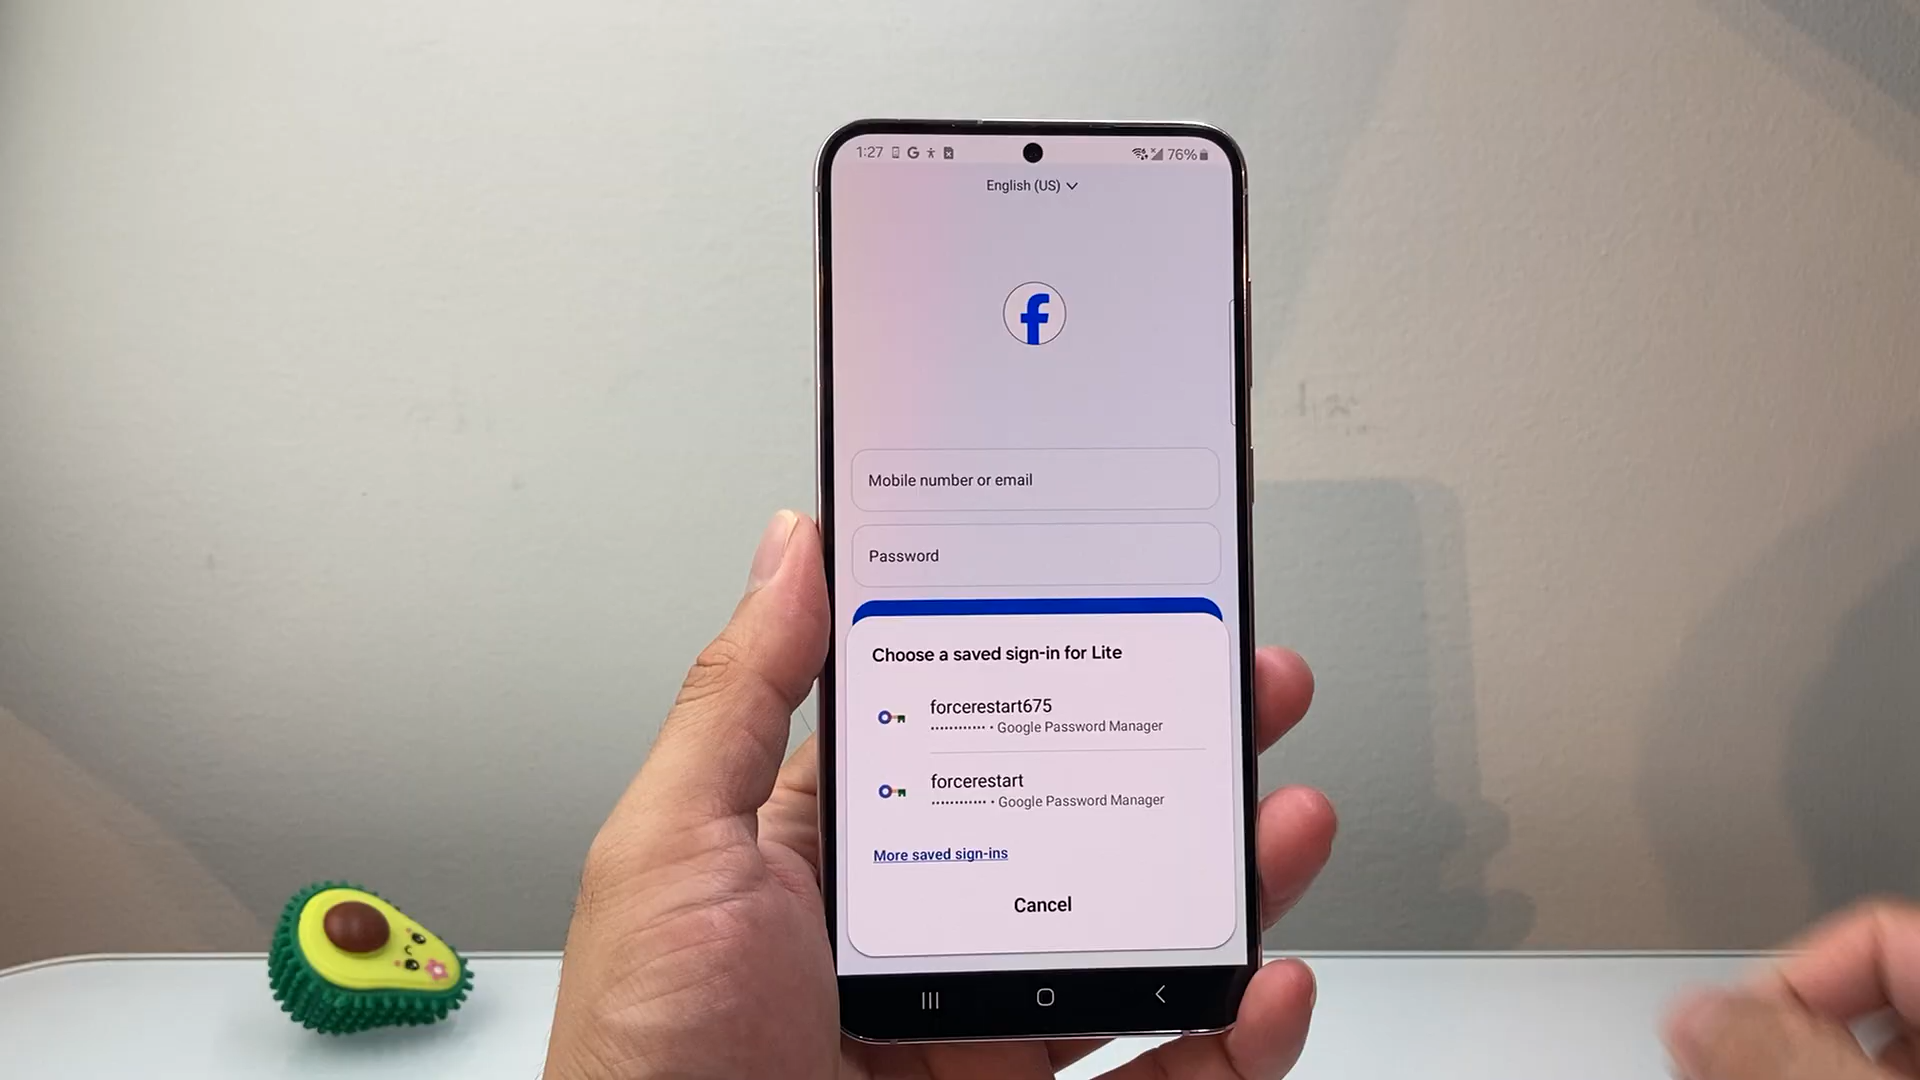 1:27 G 76%
English (US)
f
Mobile number or email
Password
Choose a saved sign-in for Lite
forcerestart675
•••••••••••• • Google Password Manager
forcerestart
•••••••••••• • Google Password Manager
More saved sign-ins
Cancel